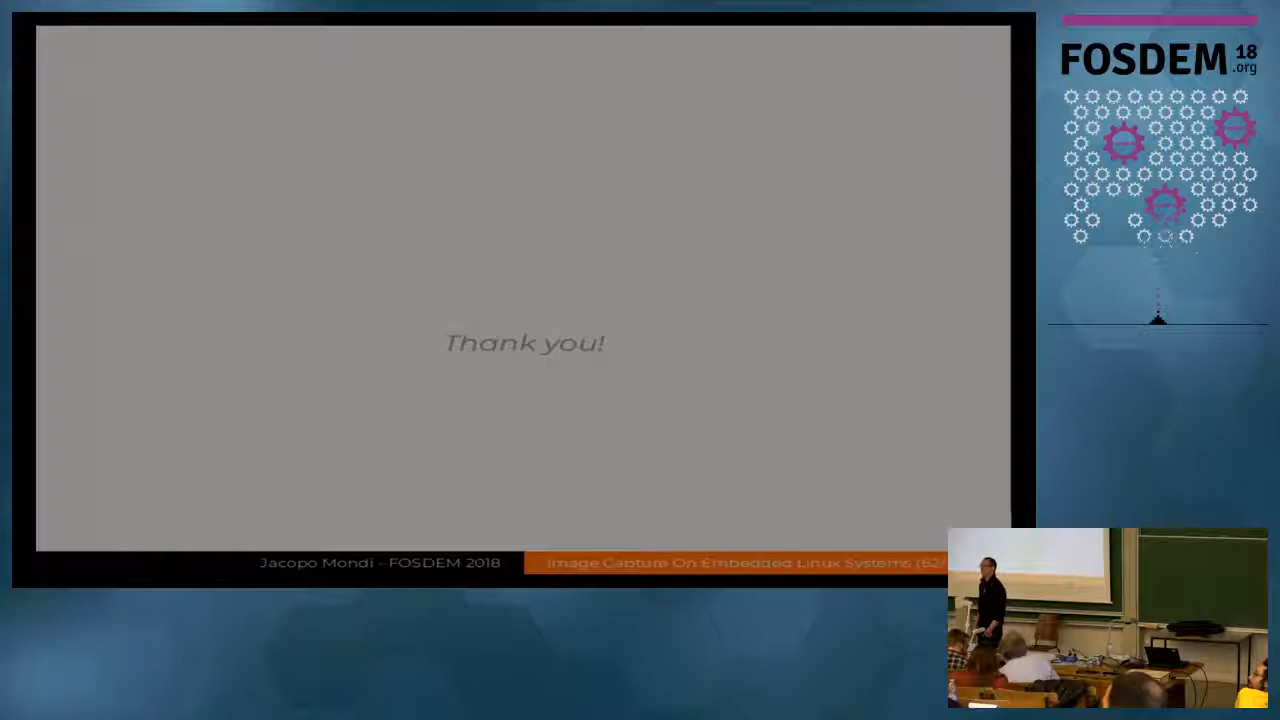 FOSDEM 18
.org
Thank you!
Jacopo Mondi - FOSDEM 2018
Image Capture On Embedded Linux Systems (62/